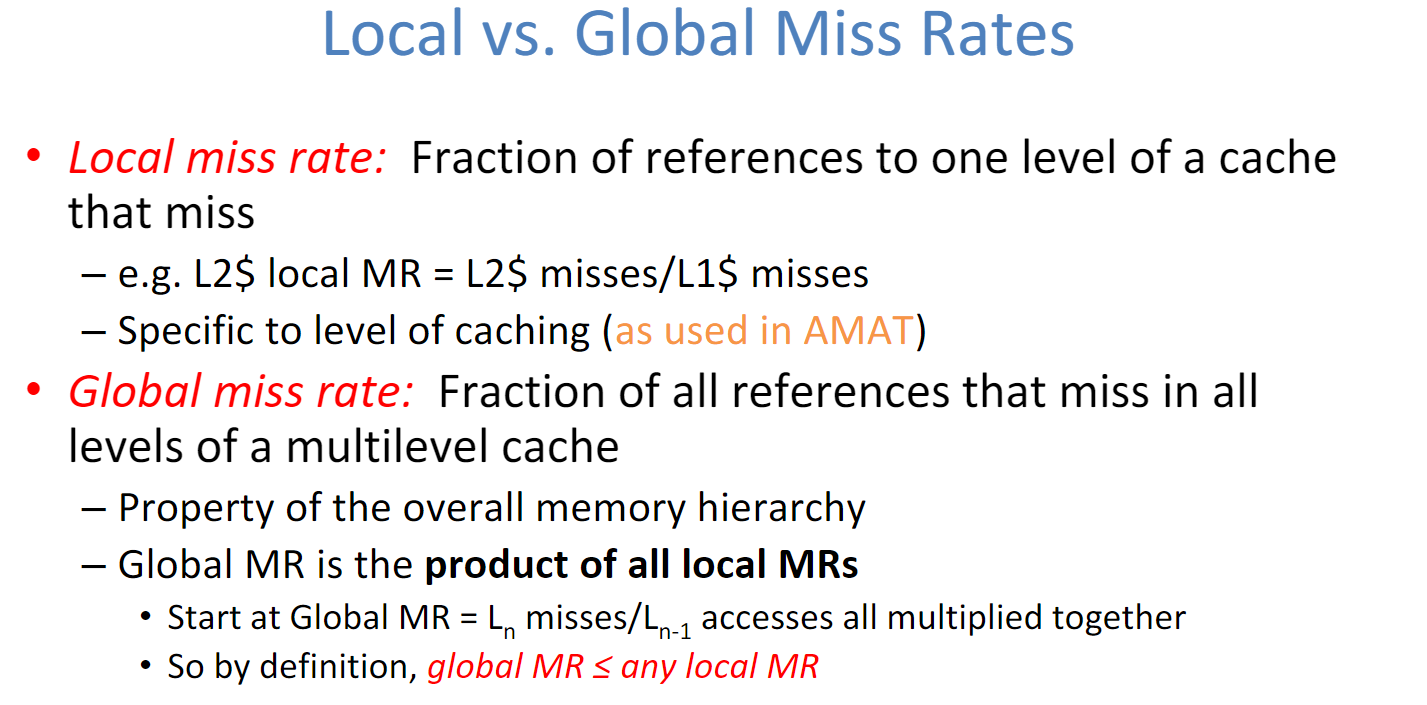 Local vs. Global Miss Rates
• Local miss rate: Fraction of references to one level of a cache
that miss
– e.g. L2$ local MR = L2$ misses/L1$ misses
– Specific to level of caching (as used in AMAT)
• Global miss rate: Fraction of all references that miss in all
levels of a multilevel cache
– Property of the overall memory hierarchy
– Global MR is the product of all local MRs
• Start at Global MR = Ln misses/Ln-1 accesses all multiplied together
• So by definition, global MR ≤ any local MR